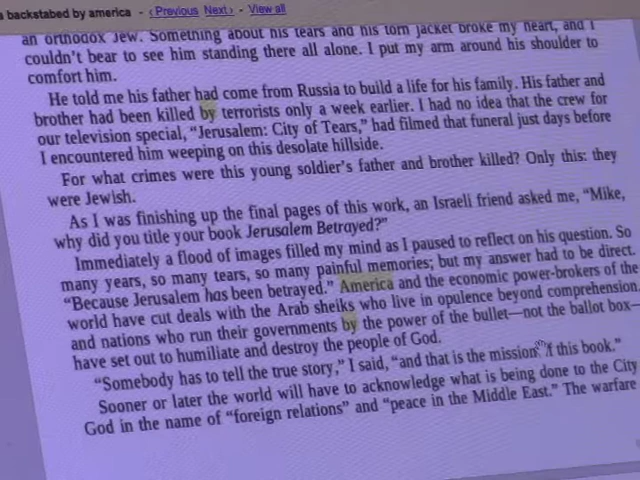 a backstabbed by america - ‹ Previous Next › - View all
an orthodox Jew. Something about his tears and his torn jacket broke my heart, and I
couldn't bear to see him standing there all alone. I put my arm around his shoulder to
comfort him.
He told me his father had come from Russia to build a life for his family. His father and
brother had been killed by terrorists only a week earlier. I had no idea that the crew for
our television special, “Jerusalem: City of Tears,” had filmed that funeral just days before
I encountered him weeping on this desolate hillside.
For what crimes were this young soldier's father and brother killed? Only this: they
were Jewish.
As I was finishing up the final pages of this work, an Israeli friend asked me, “Mike,
why did you title your book Jerusalem Betrayed?”
Immediately a flood of images filled my mind as I paused to reflect on his question. So
many years, so many tears, so many painful memories; but my answer had to be direct.
“Because Jerusalem has been betrayed.” America and the economic power-brokers of the
world have cut deals with the Arab sheiks who live in opulence beyond comprehension.
and nations who run their governments by the power of the bullet—not the ballot box—
have set out to humiliate and destroy the people of God.
“Somebody has to tell the true story,” I said, “and that is the mission of this book.”
Sooner or later the world will have to acknowledge what is being done to the City
God in the name of “foreign relations” and “peace in the Middle East.” The warfare